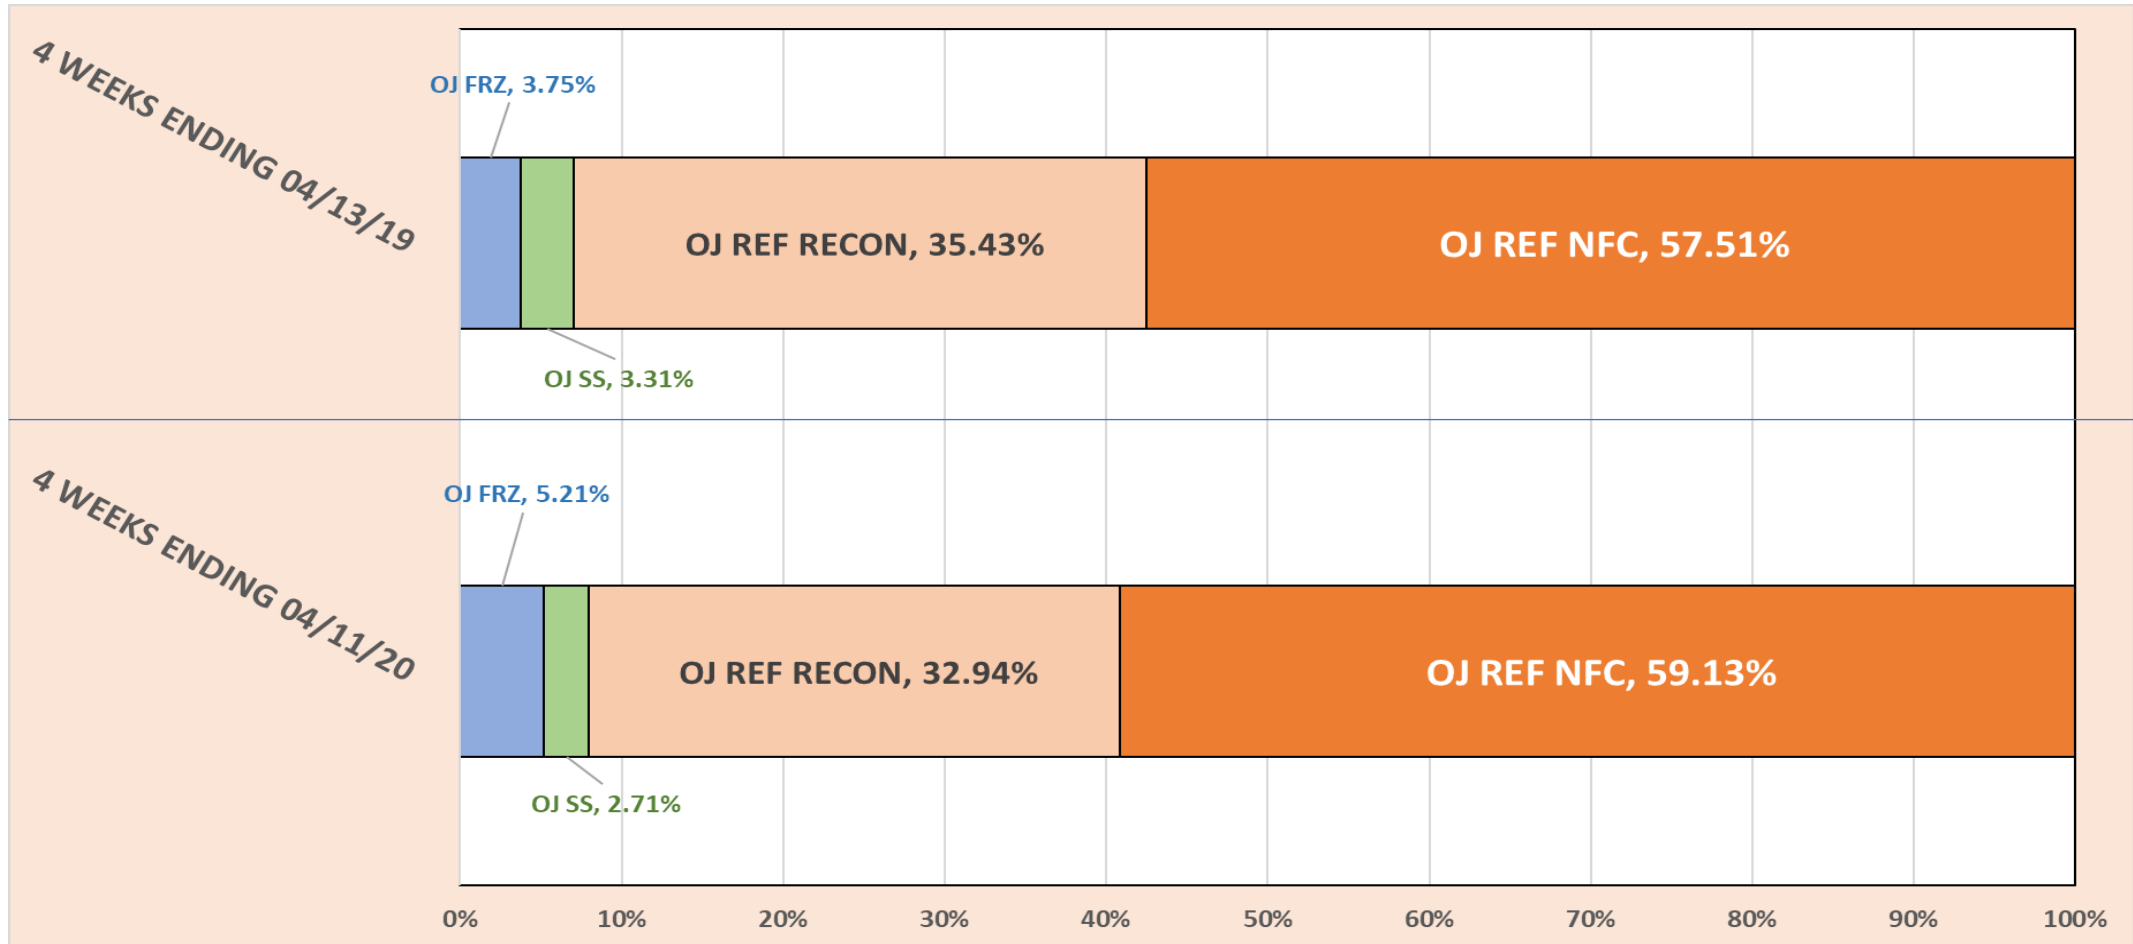 4 WEEKS ENDING 04/13/19
OJ FRZ, 3.75%
OJ REF RECON, 35.43%
OJ REF NFC, 57.51%
OJ SS, 3.31%
4 WEEKS ENDING 04/11/20
OJ FRZ, 5.21%
OJ REF RECON, 32.94%
OJ REF NFC, 59.13%
OJ SS, 2.71%
0% 10% 20% 30% 40% 50% 60% 70% 80% 90% 100%